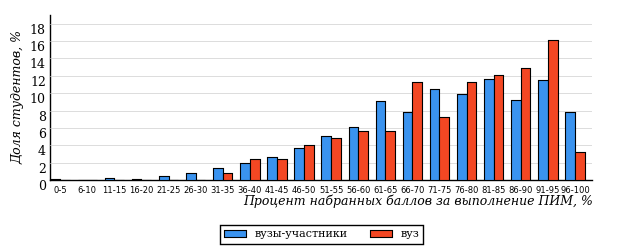 Доля студентов, %
18
16
14
12
10
8
6
4
2
0
0-5 6-10 11-15 16-20 21-25 26-30 31-35 36-40 41-45 46-50 51-55 56-60 61-65 66-70 71-75 76-80 81-85 86-90 91-95 96-100
Процент набранных баллов за выполнение ПИМ, %
вузы-участники вуз